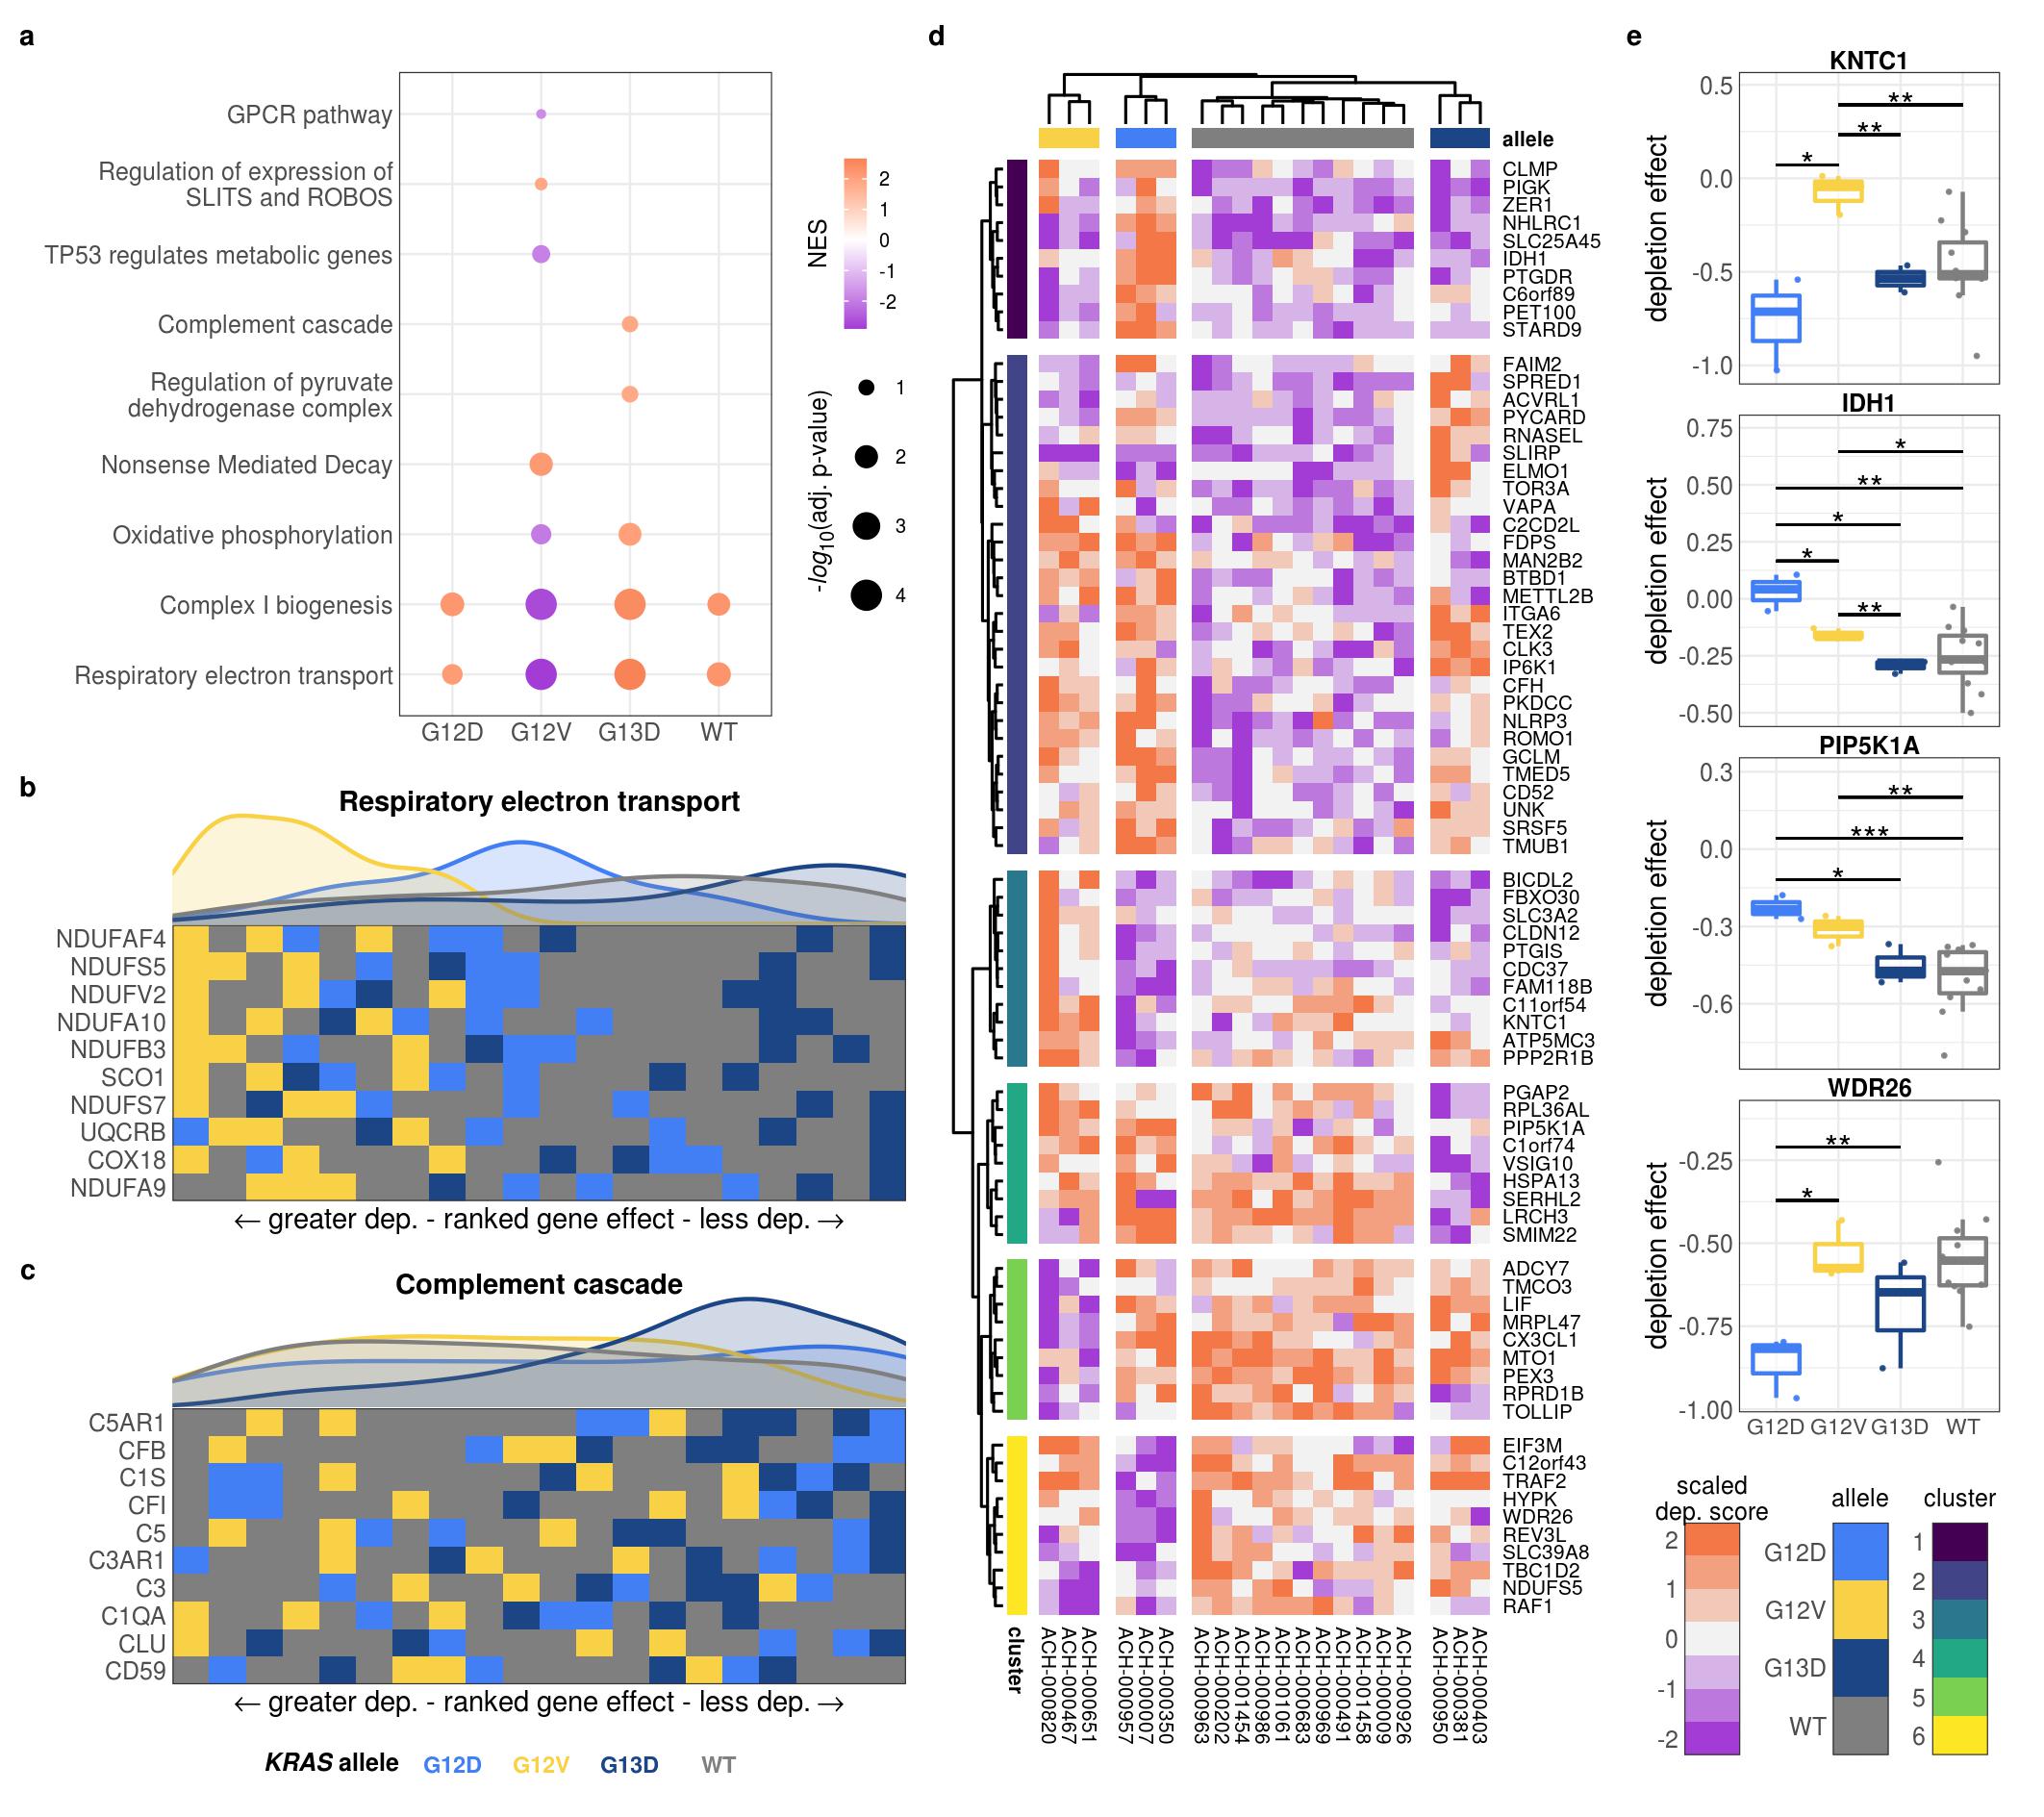 a
GPCR pathway
Regulation of expression of
SLITS and ROBOS
TP53 regulates metabolic genes
Complement cascade
Regulation of pyruvate
dehydrogenase complex
Nonsense Mediated Decay
Oxidative phosphorylation
Complex I biogenesis
Respiratory electron transport
G12D G12V G13D WT
NES
2
1
0
-1
-2
-log10(adj. p-value)
1
2
3
4
b
Respiratory electron transport
NDUFAF4
NDUFS5
NDUFV2
NDUFA10
NDUFB3
SCO1
NDUFS7
UQCRB
COX18
NDUFA9
← greater dep. - ranked gene effect - less dep. →
c
Complement cascade
C5AR1
CFB
C1S
CFI
C5
C3AR1
C3
C1QA
CLU
CD59
← greater dep. - ranked gene effect - less dep. →
KRAS allele G12D G12V G13D WT
d
allele
CLMP
PIGK
ZER1
NHLRC1
SLC25A45
IDH1
PTGDR
C6orf89
PET100
STARD9
FAIM2
SPRED1
ACVRL1
PYCARD
RNASEL
SLIRP
ELMO1
TOR3A
VAPA
C2CD2L
FDPS
MAN2B2
BTBD1
METTL2B
ITGA6
TEX2
CLK3
IP6K1
CFH
PKDCC
NLRP3
ROMO1
GCLM
TMED5
CD52
UNK
SRSF5
TMUB1
BICDL2
FBXO30
SLC3A2
CLDN12
PTGIS
CDC37
FAM118B
C11orf54
KNTC1
ATP5MC3
PPP2R1B
PGAP2
RPL36AL
PIP5K1A
C1orf74
VSIG10
HSPA13
SERHL2
LRCH3
SMIM22
ADCY7
TMCO3
LIF
MRPL47
CX3CL1
MTO1
PEX3
RPRD1B
TOLLIP
EIF3M
C12orf43
TRAF2
HYPK
WDR26
REV3L
SLC39A8
TBC1D2
NDUFS5
RAF1
cluster
ACH-000820
ACH-000467
ACH-000651
ACH-000957
ACH-000007
ACH-000350
ACH-000963
ACH-000202
ACH-001454
ACH-000986
ACH-001061
ACH-000683
ACH-000969
ACH-000491
ACH-001458
ACH-000009
ACH-000926
ACH-000950
ACH-000381
ACH-000403
e
KNTC1
depletion effect
0.5
0.0
-0.5
-1.0
**
**
*
IDH1
depletion effect
0.75
0.50
0.25
0.00
-0.25
-0.50
*
**
*
*
**
PIP5K1A
depletion effect
0.3
0.0
-0.3
-0.6
**
***
*
WDR26
depletion effect
-0.25
-0.50
-0.75
-1.00
**
*
G12D G12V G13D WT
scaled
dep. score
2
1
0
-1
-2
allele
G12D
G12V
G13D
WT
cluster
1
2
3
4
5
6